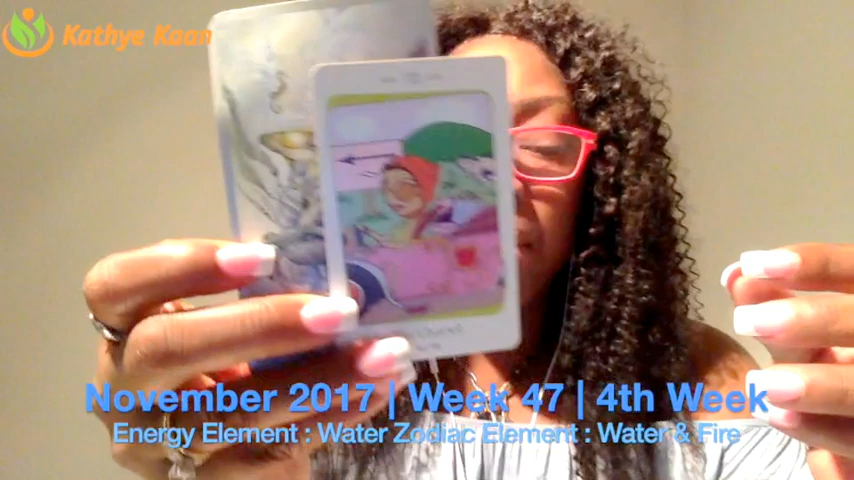 Kathye Kaan
November 2017 | Week 47 | 4th Week
Energy Element : Water Zodiac Element : Water & Fire